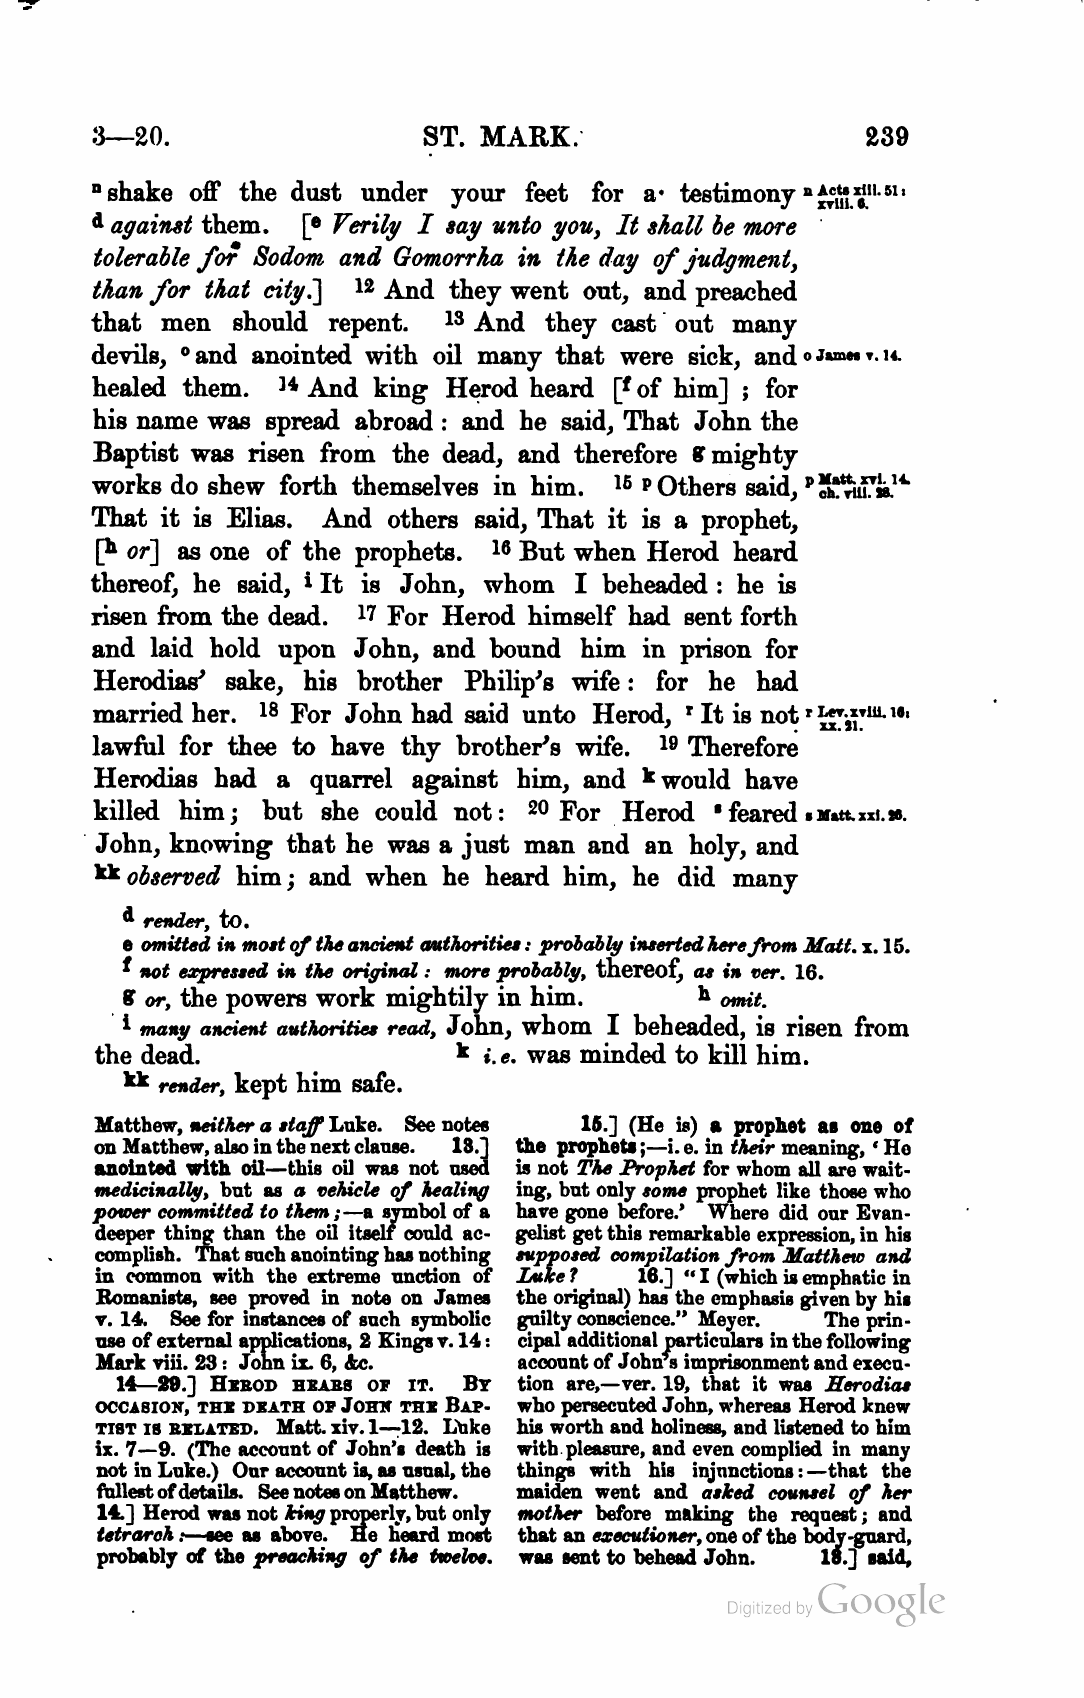 3—20.
ST. MARK.
239
n shake off the dust under your feet for a testimony
n Acts xiii. 51:
xviii. 6.
d against them. [e Verily I say unto you, It shall be more
tolerable for Sodom and Gomorrha in the day of judgment,
than for that city.] 12 And they went out, and preached
that men should repent. 13 And they cast out many
devils, o and anointed with oil many that were sick, and
o James v. 14.
healed them. 14 And king Herod heard [f of him] ; for
his name was spread abroad : and he said, That John the
Baptist was risen from the dead, and therefore g mighty
works do shew forth themselves in him. 15 p Others said,
p Matt. xvi. 14.
ch. viii. 28.
That it is Elias. And others said, That it is a prophet,
[h or] as one of the prophets. 16 But when Herod heard
thereof, he said, i It is John, whom I beheaded : he is
risen from the dead. 17 For Herod himself had sent forth
and laid hold upon John, and bound him in prison for
Herodias' sake, his brother Philip's wife : for he had
married her. 18 For John had said unto Herod, r It is not
r Lev. xviii. 16:
xx. 21.
lawful for thee to have thy brother's wife. 19 Therefore
Herodias had a quarrel against him, and k would have
killed him ; but she could not : 20 For Herod s feared
s Matt. xxi. 26.
John, knowing that he was a just man and an holy, and
kk observed him ; and when he heard him, he did many
d render, to.
e omitted in most of the ancient authorities : probably inserted here from Matt. x. 15.
f not expressed in the original : more probably, thereof, as in ver. 16.
g or, the powers work mightily in him. h omit.
i many ancient authorities read, John, whom I beheaded, is risen from
the dead. k i. e. was minded to kill him.
kk render, kept him safe.
Matthew, neither a staff Luke. See notes
on Matthew, also in the next clause. 13.]
anointed with oil—this oil was not used
medicinally, but as a vehicle of healing
power committed to them ;—a symbol of a
deeper thing than the oil itself could ac-
complish. That such anointing has nothing
in common with the extreme unction of
Romanists, see proved in note on James
v. 14. See for instances of such symbolic
use of external applications, 2 Kings v. 14 :
Mark viii. 23 : John ix. 6, &c.
14—29.] HEROD HEARS OF IT. BY
OCCASION, THE DEATH OF JOHN THE BAP-
TIST IS RELATED. Matt. xiv. 1—12. Luke
ix. 7—9. (The account of John's death is
not in Luke.) Our account is, as usual, the
fullest of details. See notes on Matthew.
14.] Herod was not king properly, but only
tetrarch :—see as above. He heard most
probably of the preaching of the twelve.
15.] (He is) a prophet as one of
the prophets ;—i. e. in their meaning, 'He
is not The Prophet for whom all are wait-
ing, but only some prophet like those who
have gone before.' Where did our Evan-
gelist get this remarkable expression, in his
supposed compilation from Matthew and
Luke ? 16.] "I (which is emphatic in
the original) has the emphasis given by his
guilty conscience." Meyer. The prin-
cipal additional particulars in the following
account of John's imprisonment and execu-
tion are,—ver. 19, that it was Herodias
who persecuted John, whereas Herod knew
his worth and holiness, and listened to him
with pleasure, and even complied in many
things with his injunctions :—that the
maiden went and asked counsel of her
mother before making the request ; and
that an executioner, one of the body-guard,
was sent to behead John. 18.] said,
Digitized by Google